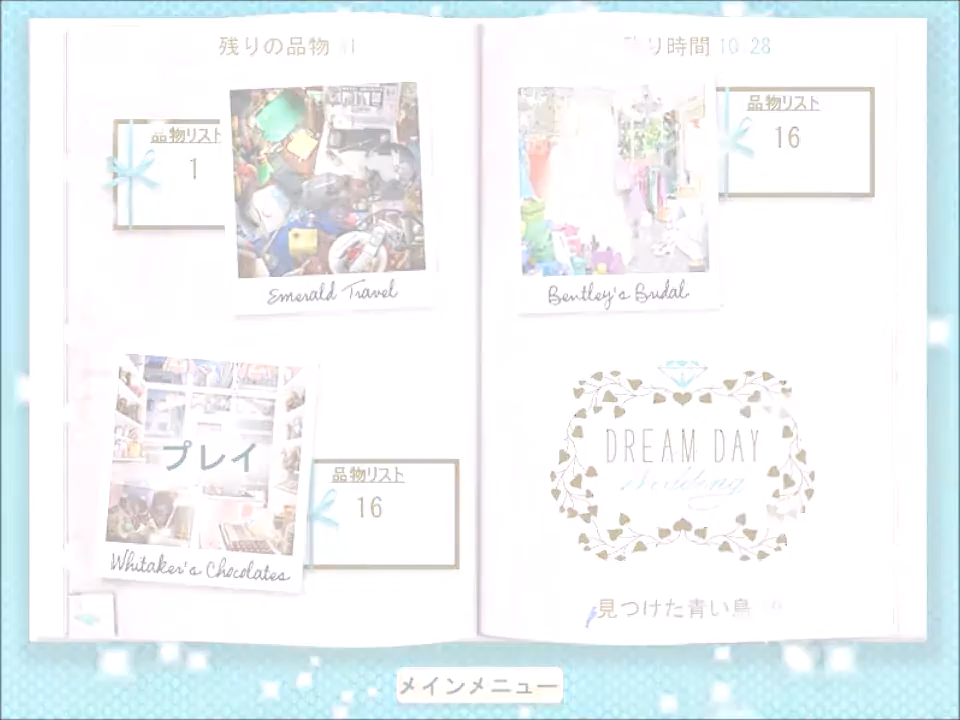 残りの品物
品物リスト
1
Emerald Travel
プレイ
Whitaker's Chocolates
品物リスト
16
り時間 10 28
品物リスト
16
Bentley's Bridal
DREAM DAY
Wedding
見つけた青い鳥
メインメニュー